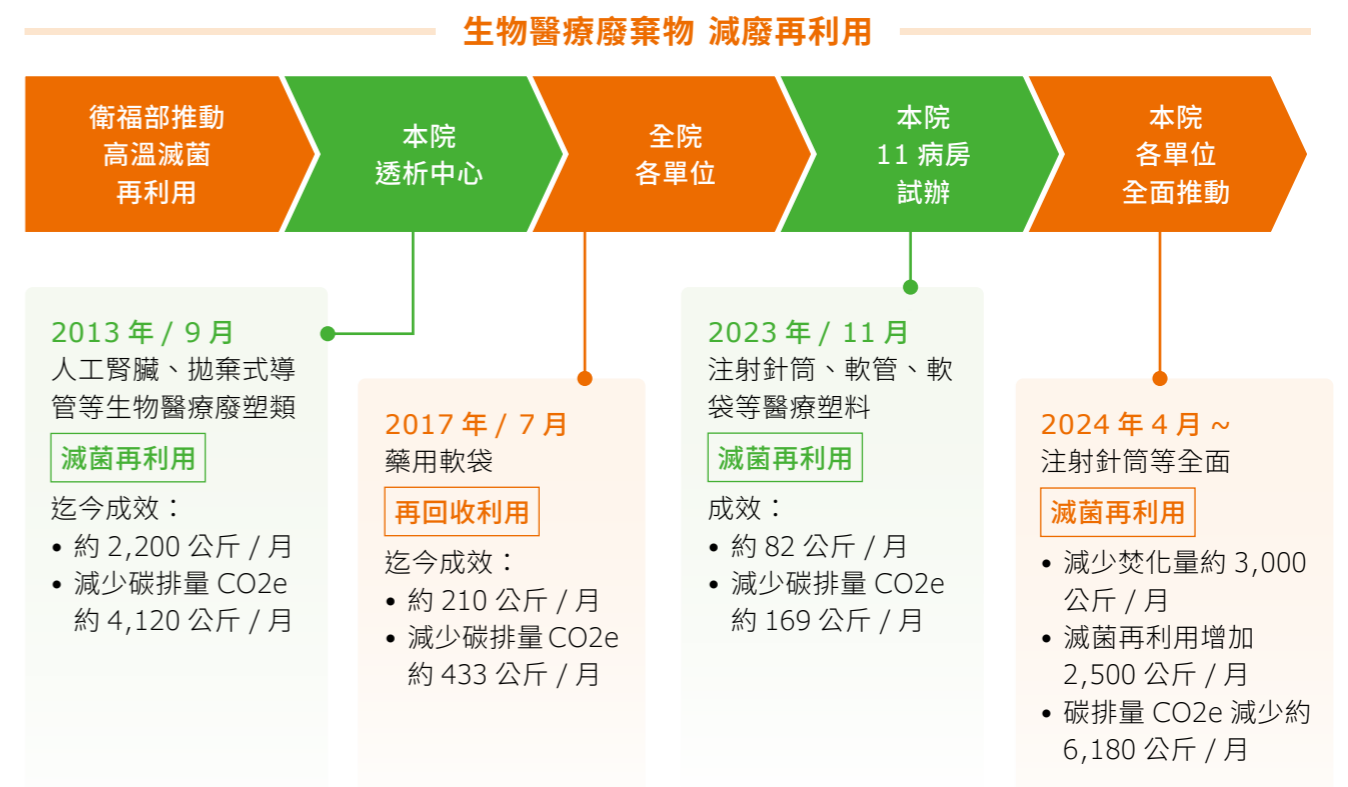 生物醫療廢棄物 減廢再利用
衛福部推動
高溫滅菌
再利用
本院
透析中心
全院
各單位
本院
11 病房
試辦
本院
各單位
全面推動
2013 年 / 9 月
人工腎臟、拋棄式導
管等生物醫療廢塑類
滅菌再利用
迄今成效：
• 約 2,200 公斤 / 月
• 減少碳排量 CO2e
約 4,120 公斤 / 月
2017 年 / 7 月
藥用軟袋
再回收利用
迄今成效：
• 約 210 公斤 / 月
• 減少碳排量 CO2e
約 433 公斤 / 月
2023 年 / 11 月
注射針筒、軟管、軟
袋等醫療塑料
滅菌再利用
成效：
• 約 82 公斤 / 月
• 減少碳排量 CO2e
約 169 公斤 / 月
2024 年 4 月 ~
注射針筒等全面
滅菌再利用
• 減少焚化量約 3,000
公斤 / 月
• 滅菌再利用增加
2,500 公斤 / 月
• 碳排量 CO2e 減少約
6,180 公斤 / 月